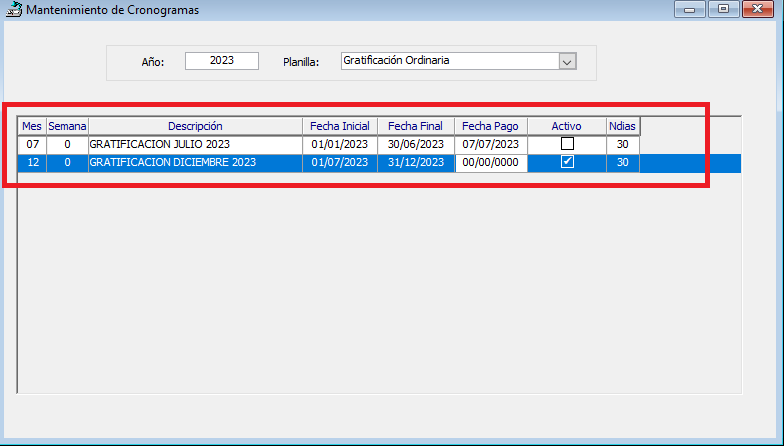 Mantenimiento de Cronogramas
Año: 2023 Planilla: Gratificación Ordinaria
Mes Semana Descripción Fecha Inicial Fecha Final Fecha Pago Activo Ndias
07 0 GRATIFICACION JULIO 2023 01/01/2023 30/06/2023 07/07/2023 30
12 0 GRATIFICACION DICIEMBRE 2023 01/07/2023 31/12/2023 00/00/0000 30